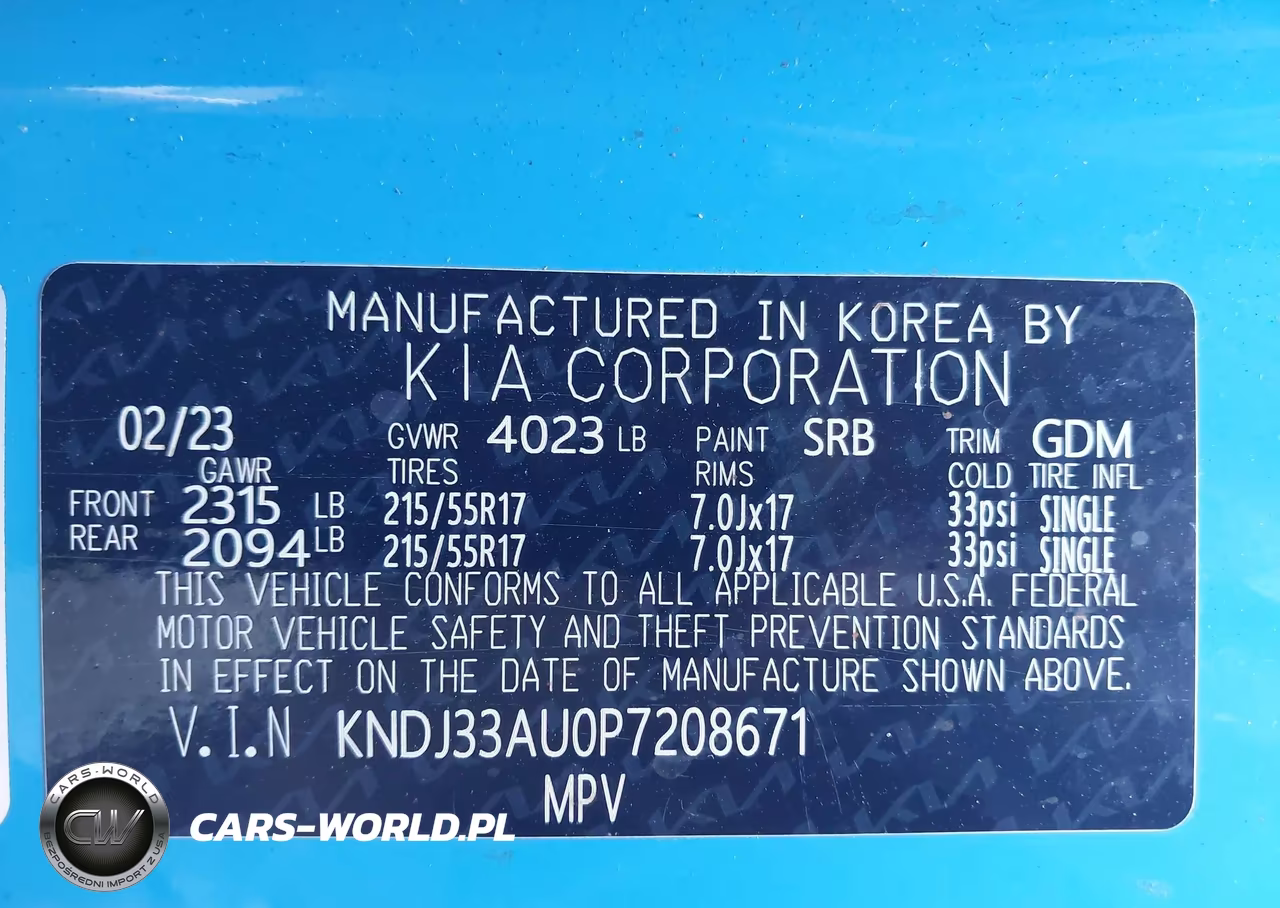 MANUFACTURED IN KOREA BY
KIA CORPORATION
02/23 GVWR 4023 LB PAINT SRB TRIM GDM
GAWR TIRES RIMS COLD TIRE INFL
FRONT 2315 LB 215/55R17 7.0Jx17 33psi SINGLE
REAR 2094 LB 215/55R17 7.0Jx17 33psi SINGLE
THIS VEHICLE CONFORMS TO ALL APPLICABLE U.S.A. FEDERAL
MOTOR VEHICLE SAFETY AND THEFT PREVENTION STANDARDS
IN EFFECT ON THE DATE OF MANUFACTURE SHOWN ABOVE.
V.I.N KNDJ33AU0P7208671
MPV
CARS-WORLD
CW
BEZPOŚREDNI IMPORT Z USA
CARS-WORLD.PL